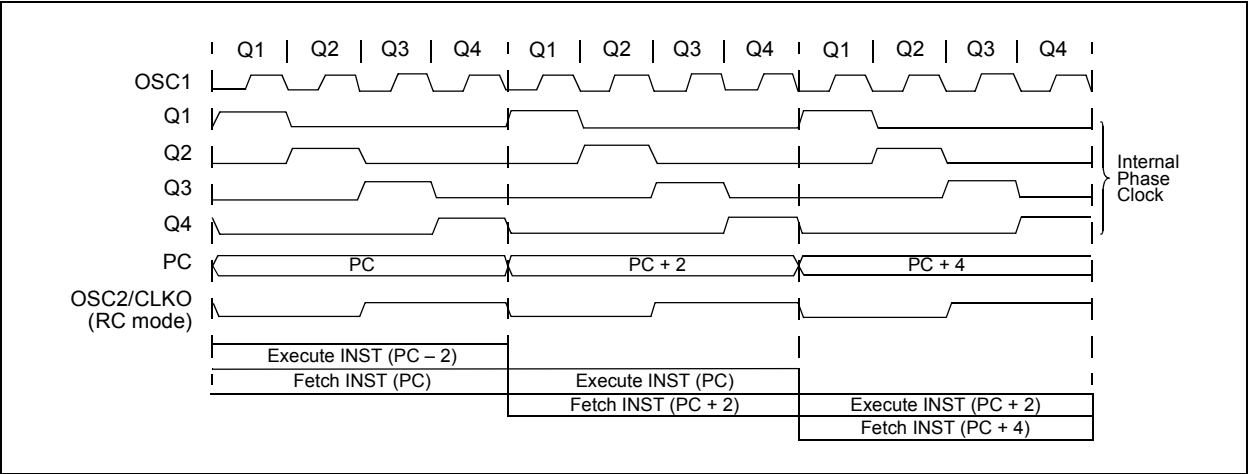 Q1 Q2 Q3 Q4 Q1 Q2 Q3 Q4 Q1 Q2 Q3 Q4
OSC1
Q1
Q2
Q3
Q4
Internal
Phase
Clock
PC
PC
PC + 2
PC + 4
OSC2/CLKO
(RC mode)
Execute INST (PC – 2)
Fetch INST (PC)
Execute INST (PC)
Fetch INST (PC + 2)
Execute INST (PC + 2)
Fetch INST (PC + 4)